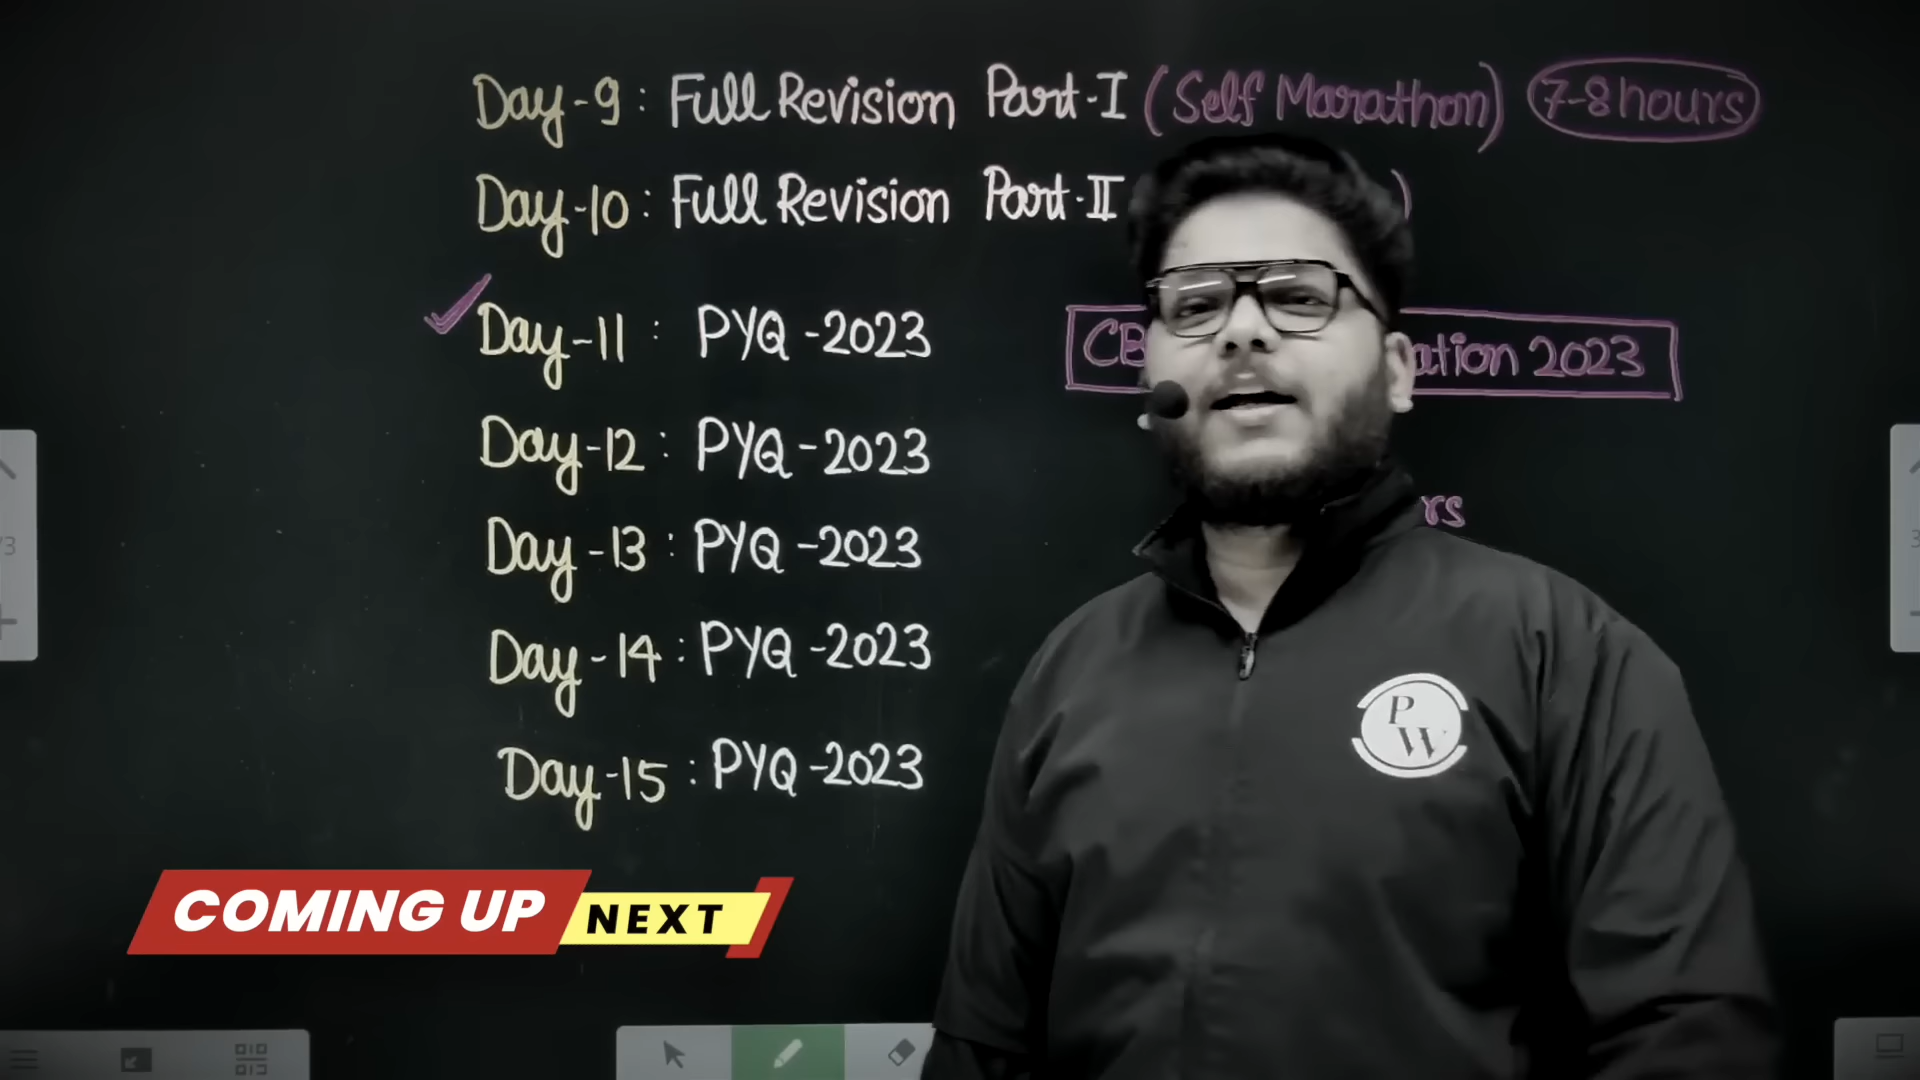 Day-9 : Full Revision Part-I (Self Marathon) 7-8 hours
Day-10 : Full Revision Part-II )
Day-11 : PYQ-2023
ation 2023
Day-12 : PYQ-2023
rs
Day-13 : PYQ-2023
Day-14 : PYQ-2023
PW
Day-15 : PYQ-2023
COMING UP NEXT